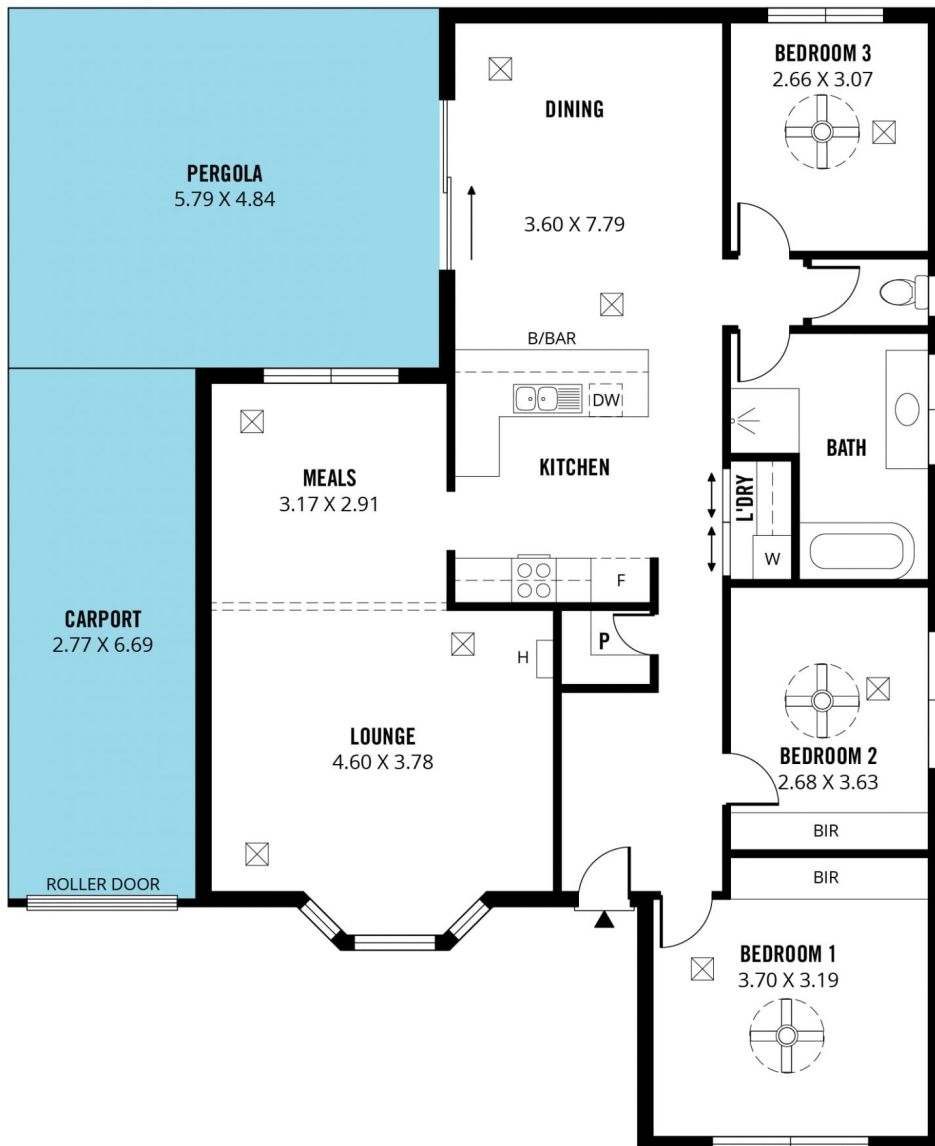 BEDROOM 3
2.66 X 3.07
DINING
PERGOLA
5.79 X 4.84
3.60 X 7.79
B/BAR
DW
KITCHEN
BATH
L'DRY
W
MEALS
3.17 X 2.91
F
CARPORT
2.77 X 6.69
P
H
LOUNGE
4.60 X 3.78
BEDROOM 2
2.68 X 3.63
BIR
BIR
ROLLER DOOR
BEDROOM 1
3.70 X 3.19